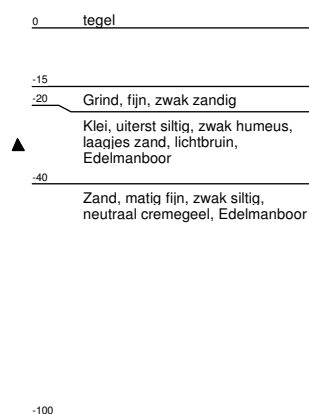 0 tegel
-15
-20 Grind, fijn, zwak zandig
Klei, uiterst siltig, zwak humeus,
laagjes zand, lichtbruin,
Edelmanboor
-40
Zand, matig fijn, zwak siltig,
neutraal cremegeel, Edelmanboor
-100